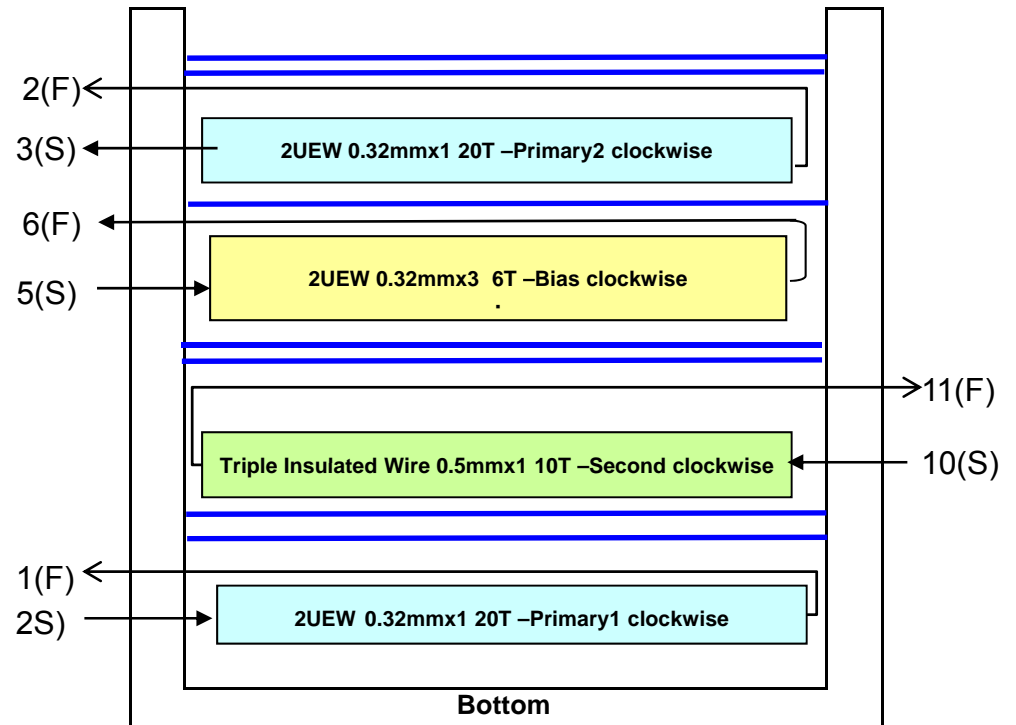 2(F)
3(S)
2UEW 0.32mmx1 20T –Primary2 clockwise
6(F)
5(S)
2UEW 0.32mmx3 6T –Bias clockwise
.
11(F)
Triple Insulated Wire 0.5mmx1 10T –Second clockwise
10(S)
1(F)
2S)
2UEW 0.32mmx1 20T –Primary1 clockwise
Bottom